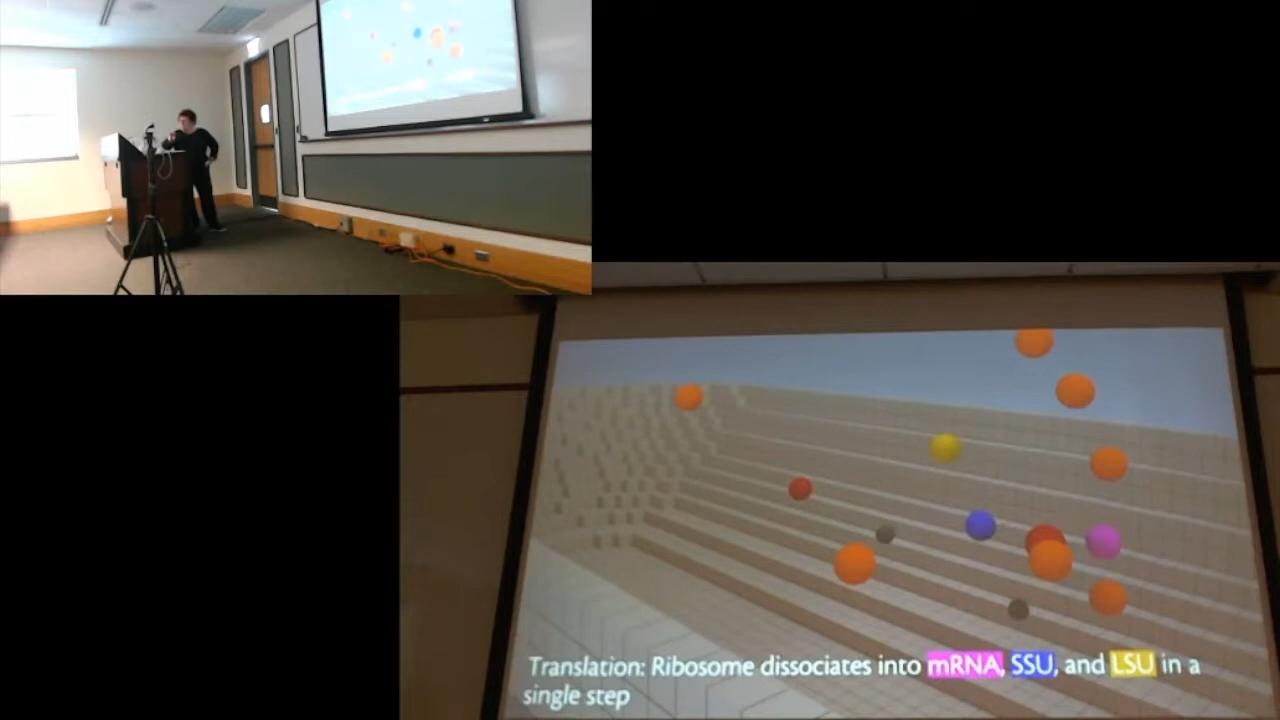 Translation: Ribosome dissociates into mRNA, SSU, and LSU in a
single step